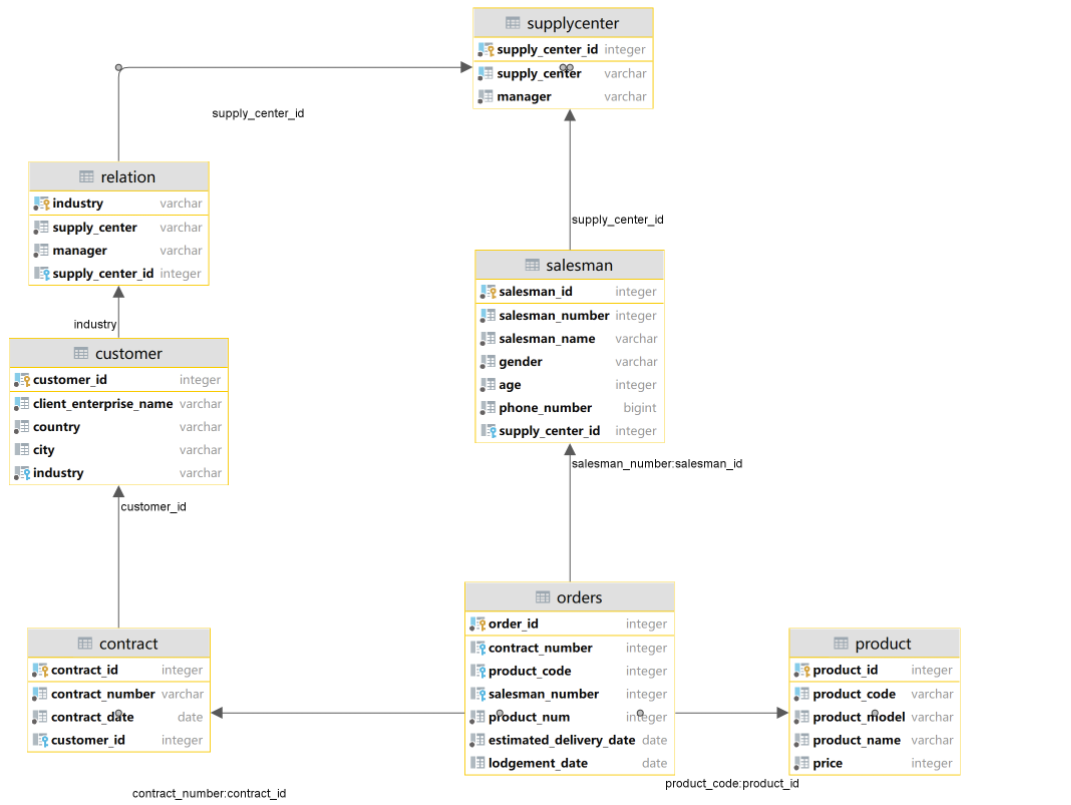 supplycenter
supply_center_id integer
supply_center varchar
manager varchar
supply_center_id
relation
industry varchar
supply_center varchar
manager varchar
supply_center_id integer
supply_center_id
salesman
salesman_id integer
salesman_number integer
salesman_name varchar
gender varchar
age integer
phone_number bigint
supply_center_id integer
industry
customer
customer_id integer
client_enterprise_name varchar
country varchar
city varchar
industry varchar
salesman_number:salesman_id
customer_id
orders
order_id integer
contract_number integer
product_code integer
salesman_number integer
product_num integer
estimated_delivery_date date
lodgement_date date
contract
contract_id integer
contract_number varchar
contract_date date
customer_id integer
product
product_id integer
product_code varchar
product_model varchar
product_name varchar
price integer
product_code:product_id
contract_number:contract_id